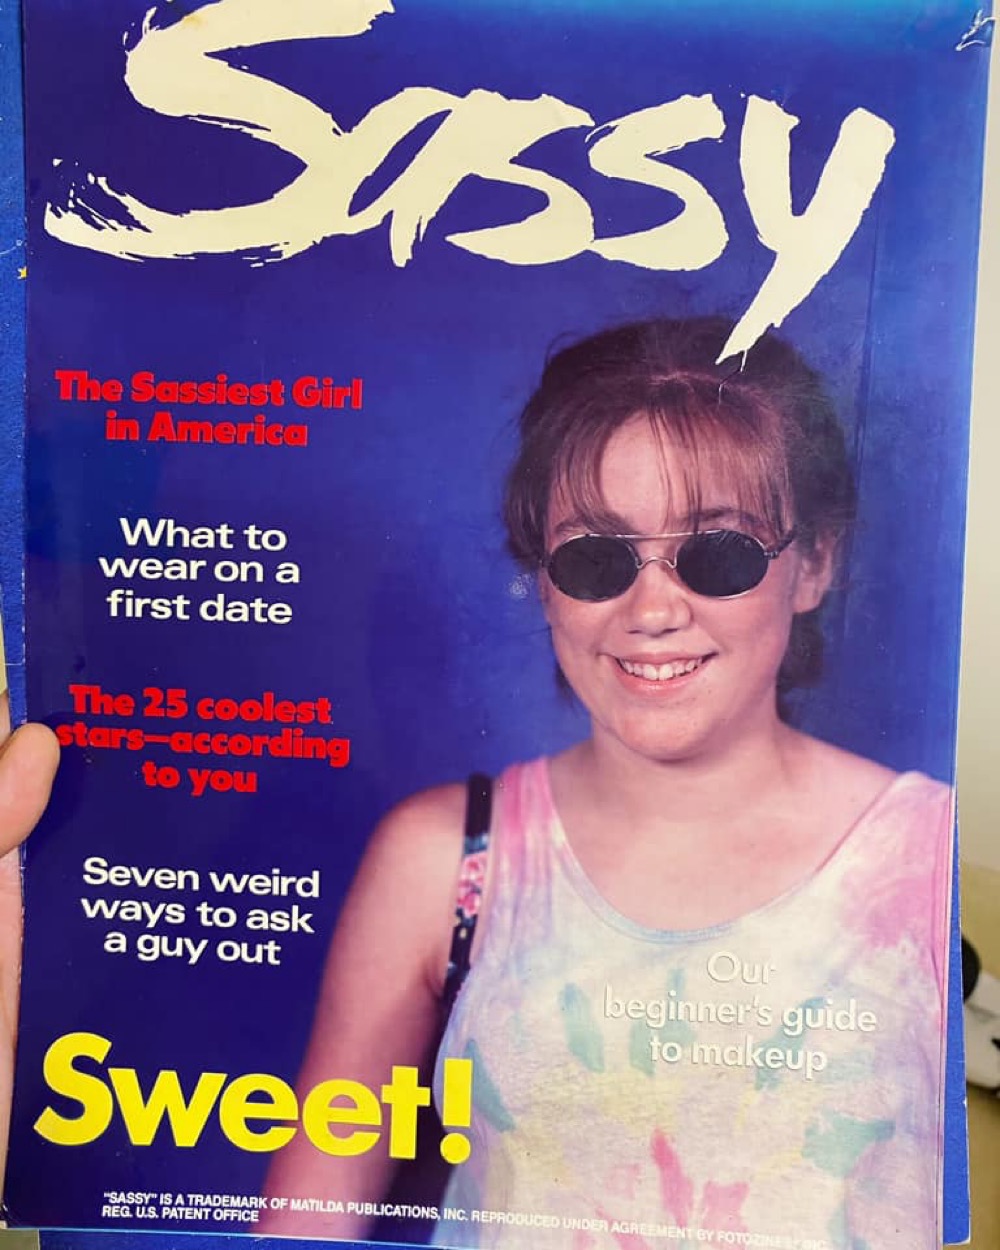 Sassy
The Sassiest Girl
in America
What to
wear on a
first date
The 25 coolest
stars—according
to you
Seven weird
ways to ask
a guy out
Our
beginner's guide
to makeup
Sweet!
"SASSY" IS A TRADEMARK OF MATILDA PUBLICATIONS, INC. REPRODUCED UNDER AGREEMENT BY FOTOZINES
REG. U.S. PATENT OFFICE